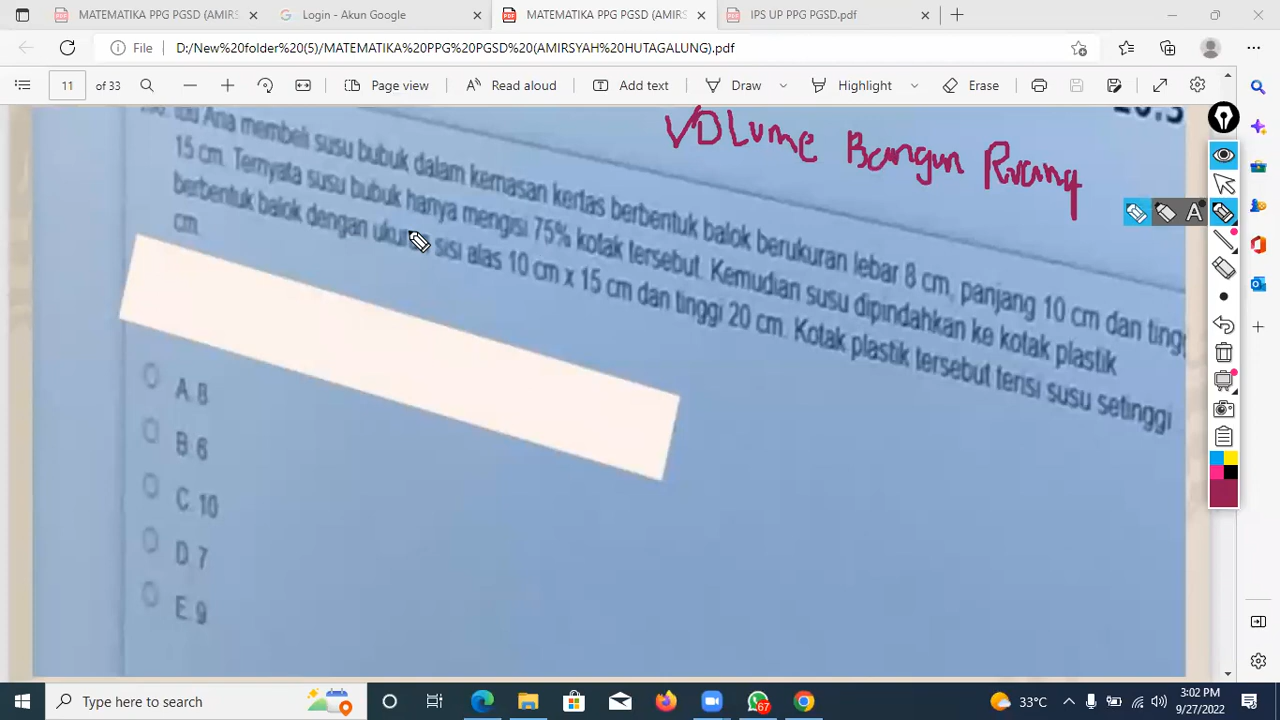 MATEMATIKA PPG PGSD (AMIRS
Login - Akun Google
MATEMATIKA PPG PGSD (AMIRS
IPS UP PPG PGSD.pdf
File
D:/New%20folder%20(5)/MATEMATIKA%20PPG%20PGSD%20(AMIRSYAH%20HUTAGALUNG).pdf
11 of 33
Page view
Read aloud
Add text
Draw
Highlight
Erase
VOLume Bangun Ruang
Ibu Ana membeli susu bubuk dalam kemasan kertas berbentuk balok berukuran lebar 8 cm, panjang 10 cm dan tingg
15 cm. Ternyata susu bubuk hanya mengisi 75% kotak tersebut. Kemudian susu dipindahkan ke kotak plastik
berbentuk balok dengan ukuran sisi alas 10 cm x 15 cm dan tinggi 20 cm. Kotak plastik tersebut terisi susu setinggi
cm
A. 8
B. 6
C. 10
D. 7
E. 9
A
Type here to search
67
33°C
3:02 PM
9/27/2022